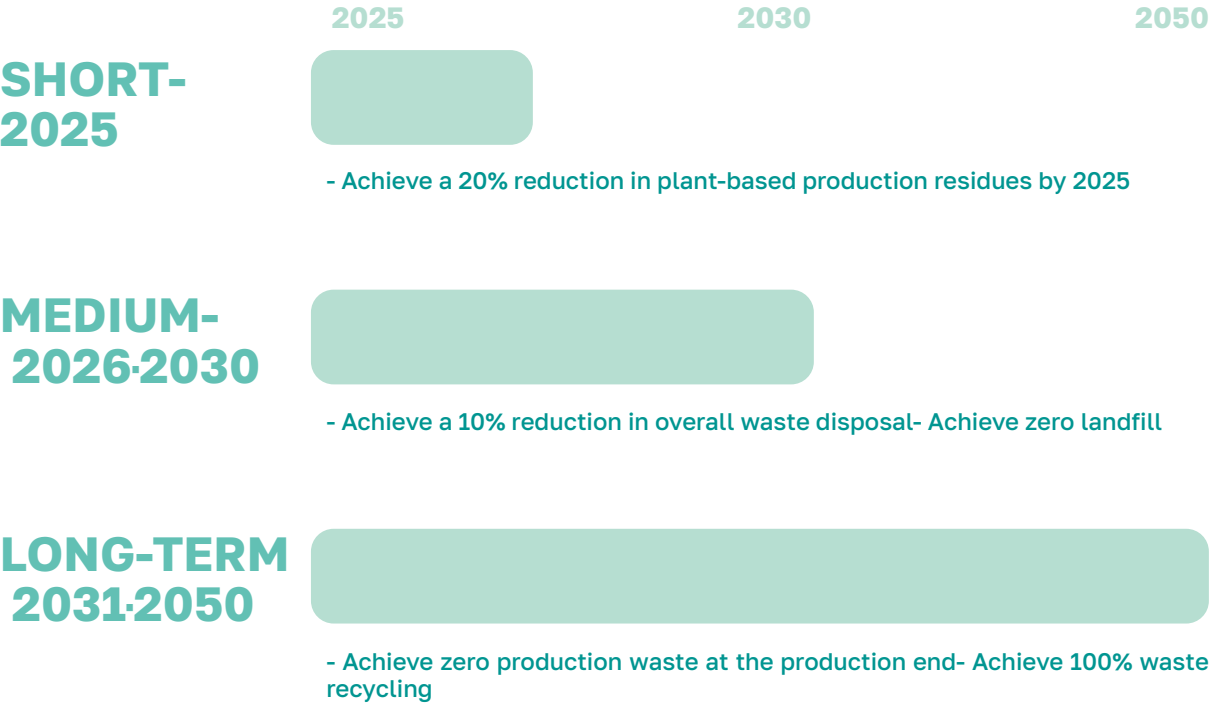 2025 2030 2050
SHORT-
2025
- Achieve a 20% reduction in plant-based production residues by 2025
MEDIUM-
2026·2030
- Achieve a 10% reduction in overall waste disposal- Achieve zero landfill
LONG-TERM
2031·2050
- Achieve zero production waste at the production end- Achieve 100% waste
recycling